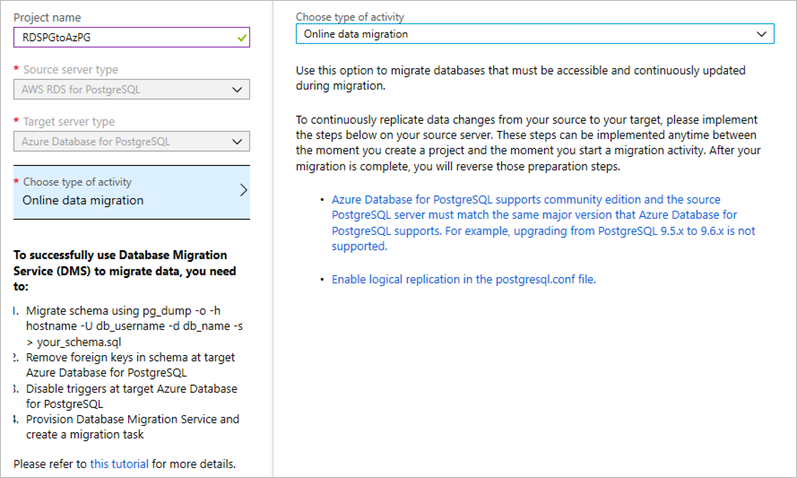 Project name
RDSPGtoAzPG
* Source server type
AWS RDS for PostgreSQL
* Target server type
Azure Database for PostgreSQL
* Choose type of activity
Online data migration
To successfully use Database Migration
Service (DMS) to migrate data, you need
to:
1. Migrate schema using pg_dump -o -h
hostname -U db_username -d db_name -s
> your_schema.sql
2. Remove foreign keys in schema at target
Azure Database for PostgreSQL
3. Disable triggers at target Azure Database
for PostgreSQL
4. Provision Database Migration Service and
create a migration task
Please refer to this tutorial for more details.
Choose type of activity
Online data migration
Use this option to migrate databases that must be accessible and continuously updated
during migration.
To continuously replicate data changes from your source to your target, please implement
the steps below on your source server. These steps can be implemented anytime between
the moment you create a project and the moment you start a migration activity. After your
migration is complete, you will reverse those preparation steps.
• Azure Database for PostgreSQL supports community edition and the source
PostgreSQL server must match the same major version that Azure Database for
PostgreSQL supports. For example, upgrading from PostgreSQL 9.5.x to 9.6.x is not
supported.
• Enable logical replication in the postgresql.conf file.